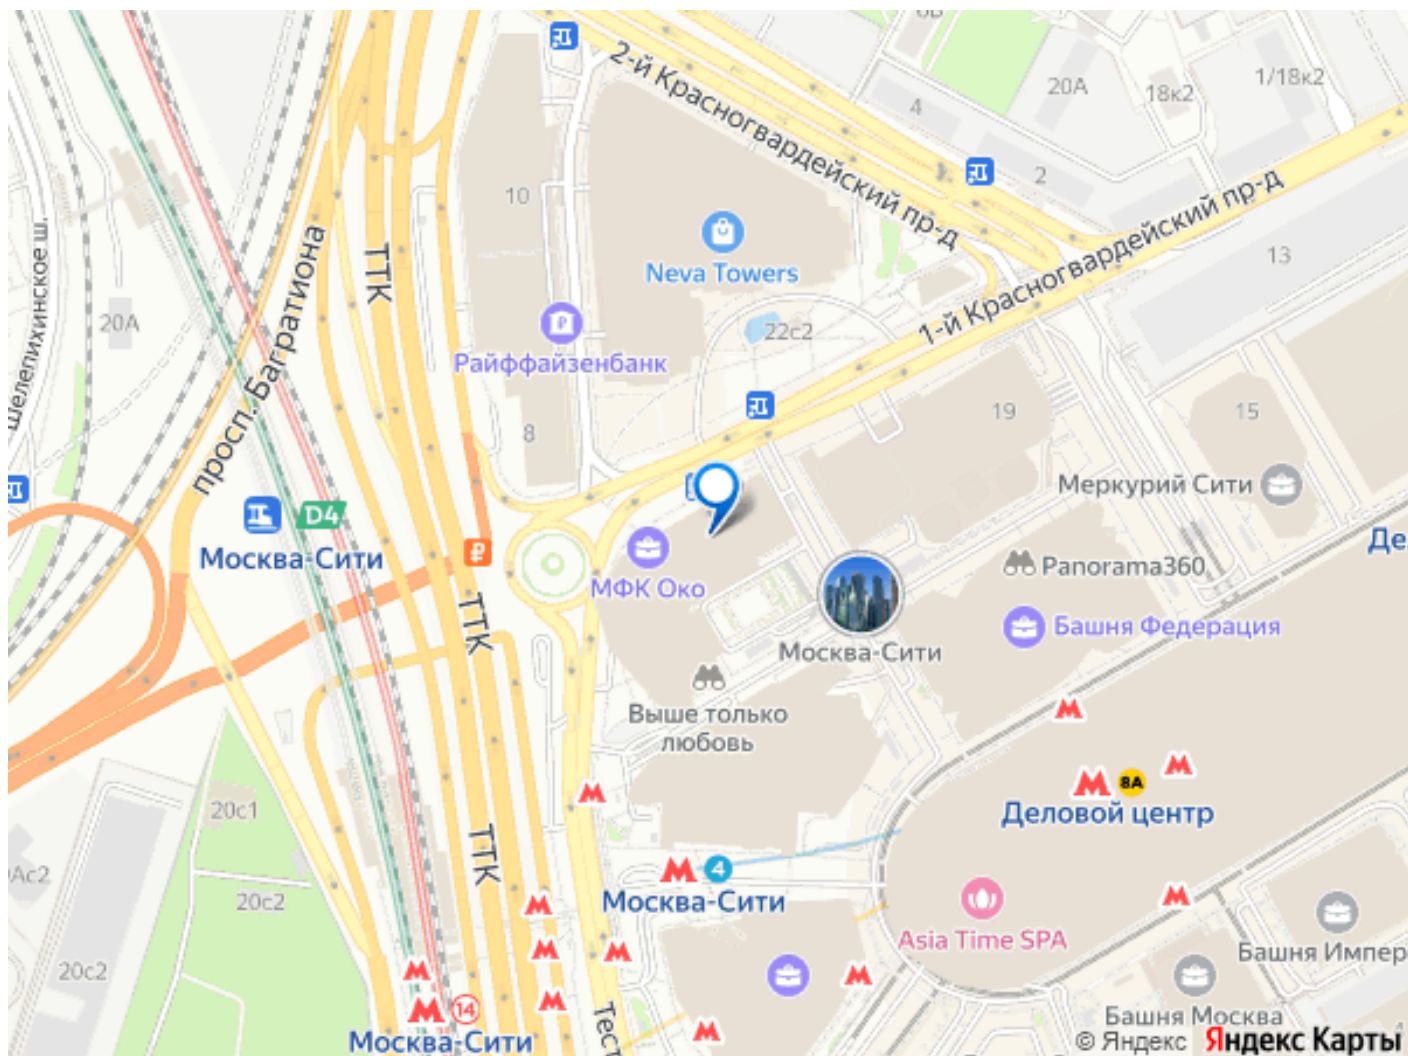 6В
2-й Красногвардейский пр-д
20А
18к2
1/18к2
4
2
10
ТТК
Neva Towers
1-й Красногвардейский пр-д
13
Шелепихинское ш.
20А
просп. Багратиона
Райффайзенбанк
22с2
8
19
15
Меркурий Сити
D4
Москва-Сити
МФК Око
Panorama360
Де
ТТК
Башня Федерация
Москва-Сити
Выше только
любовь
8А
Деловой центр
20с1
ТТК
4
Москва-Сити
Ас2
20с2
Asia Time SPA
20с2
Башня Импер
14
Москва-Сити
Тест
Башня Москва
© Яндекс Яндекс Карты